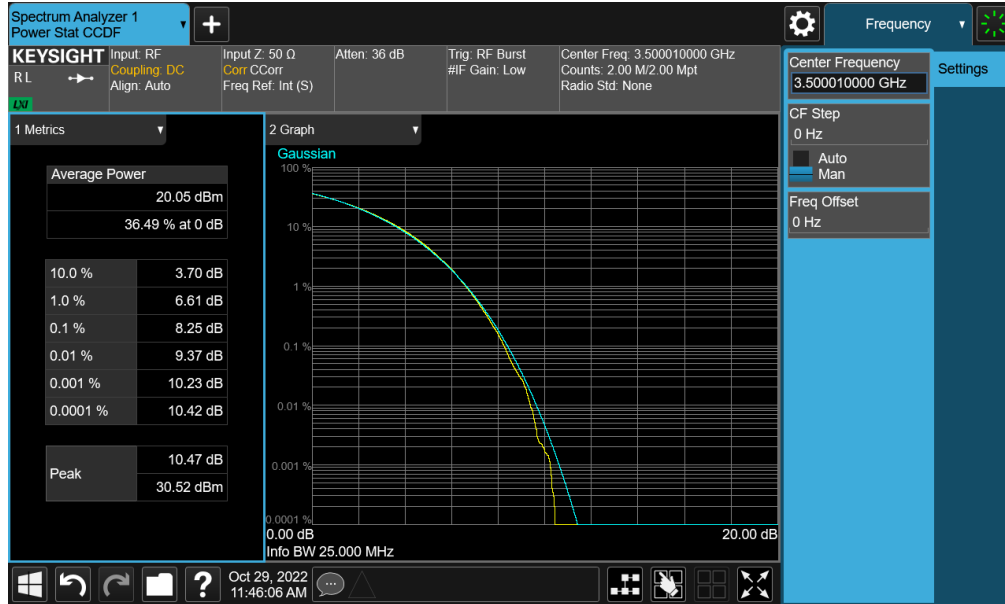 Spectrum Analyzer 1
Power Stat CCDF
Frequency
KEYSIGHT
R L
LXI
Input: RF
Coupling: DC
Align: Auto
Input Z: 50 Ω
Corr CCorr
Freq Ref: Int (S)
Atten: 36 dB
Trig: RF Burst
#IF Gain: Low
Center Freq: 3.500010000 GHz
Counts: 2.00 M/2.00 Mpt
Radio Std: None
Center Frequency
3.500010000 GHz
Settings
CF Step
0 Hz
Auto
Man
Freq Offset
0 Hz
1 Metrics
Average Power
20.05 dBm
36.49 % at 0 dB
10.0 % 3.70 dB
1.0 % 6.61 dB
0.1 % 8.25 dB
0.01 % 9.37 dB
0.001 % 10.23 dB
0.0001 % 10.42 dB
Peak
10.47 dB
30.52 dBm
2 Graph
Gaussian
100 %
10 %
1 %
0.1 %
0.01 %
0.001 %
0.0001 %
0.00 dB 20.00 dB
Info BW 25.000 MHz
?
Oct 29, 2022
11:46:06 AM